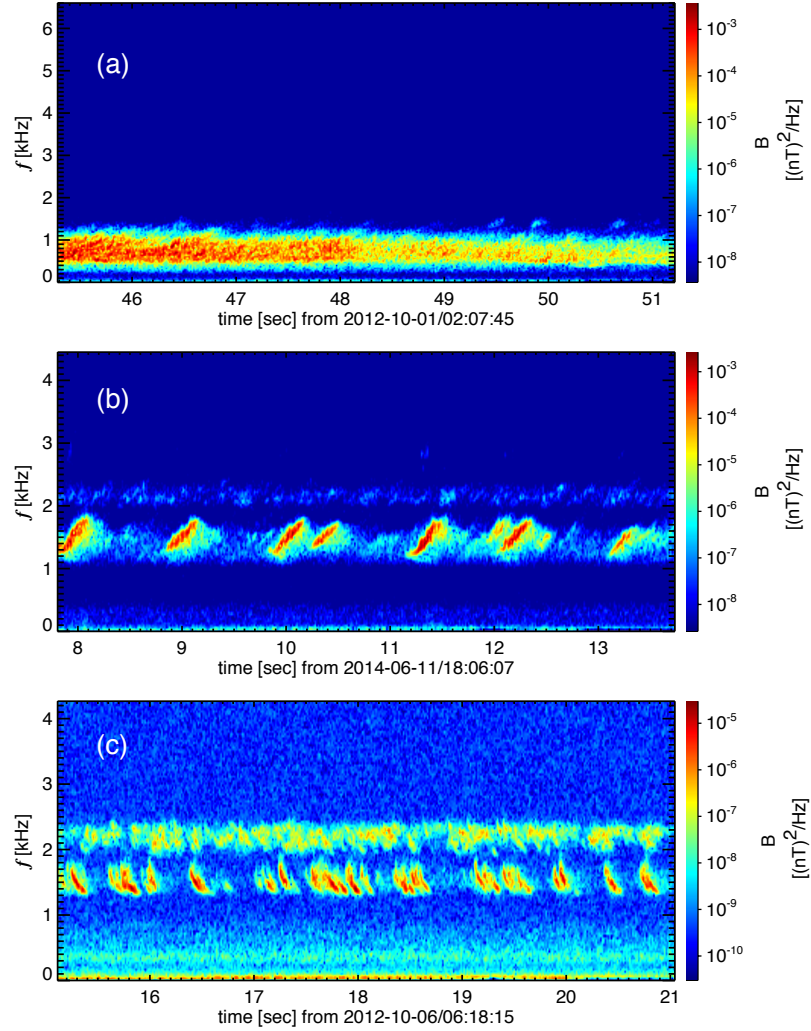 (a)
f [kHz]
6
5
4
3
2
1
0
46 47 48 49 50 51
time [sec] from 2012-10-01/02:07:45
10^-3
10^-4
10^-5
10^-6
10^-7
10^-8
B
[(nT)^2/Hz]
(b)
f [kHz]
4
3
2
1
0
8 9 10 11 12 13
time [sec] from 2014-06-11/18:06:07
10^-3
10^-4
10^-5
10^-6
10^-7
10^-8
B
[(nT)^2/Hz]
(c)
f [kHz]
4
3
2
1
0
16 17 18 19 20 21
time [sec] from 2012-10-06/06:18:15
10^-5
10^-6
10^-7
10^-8
10^-9
10^-10
B
[(nT)^2/Hz]